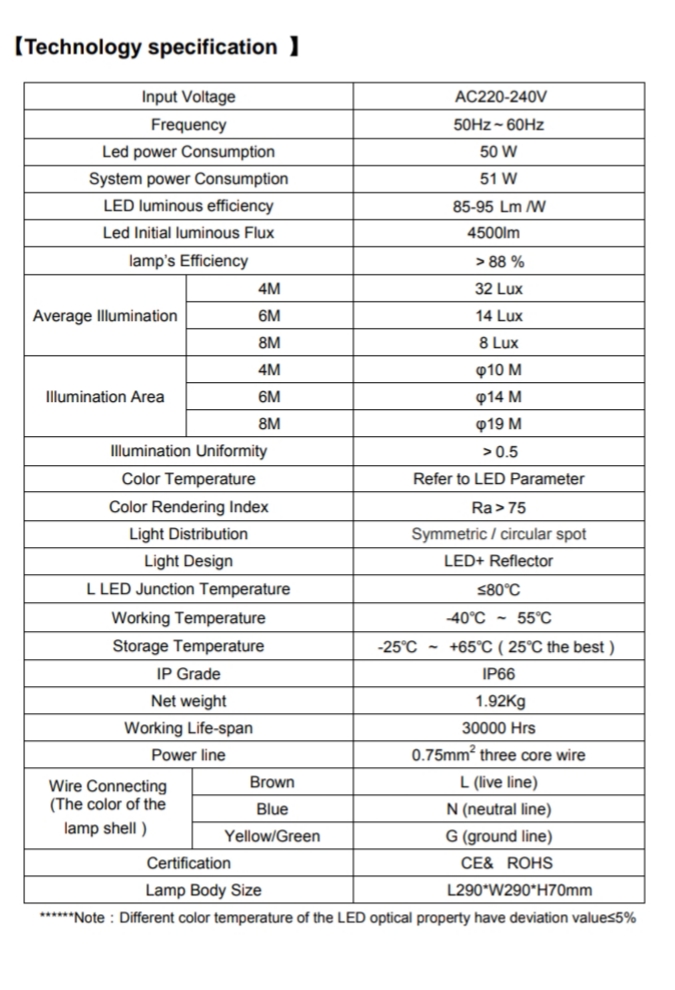 【Technology specification 】
Input Voltage AC220-240V
Frequency 50Hz~60Hz
Led power Consumption 50 W
System power Consumption 51 W
LED luminous efficiency 85-95 Lm /W
Led Initial luminous Flux 4500lm
lamp's Efficiency >88 %
Average Illumination 4M 32 Lux
6M 14 Lux
8M 8 Lux
Illumination Area 4M φ10 M
6M φ14 M
8M φ19 M
Illumination Uniformity >0.5
Color Temperature Refer to LED Parameter
Color Rendering Index Ra>75
Light Distribution Symmetric / circular spot
Light Design LED+ Reflector
L LED Junction Temperature ≤80℃
Working Temperature -40℃ ~ 55℃
Storage Temperature -25℃ ~ +65℃ ( 25℃ the best )
IP Grade IP66
Net weight 1.92Kg
Working Life-span 30000 Hrs
Power line 0.75mm² three core wire
Wire Connecting
(The color of the
lamp shell )
Brown L (live line)
Blue N (neutral line)
Yellow/Green G (ground line)
Certification CE& ROHS
Lamp Body Size L290*W290*H70mm
******Note : Different color temperature of the LED optical property have deviation value≤5%